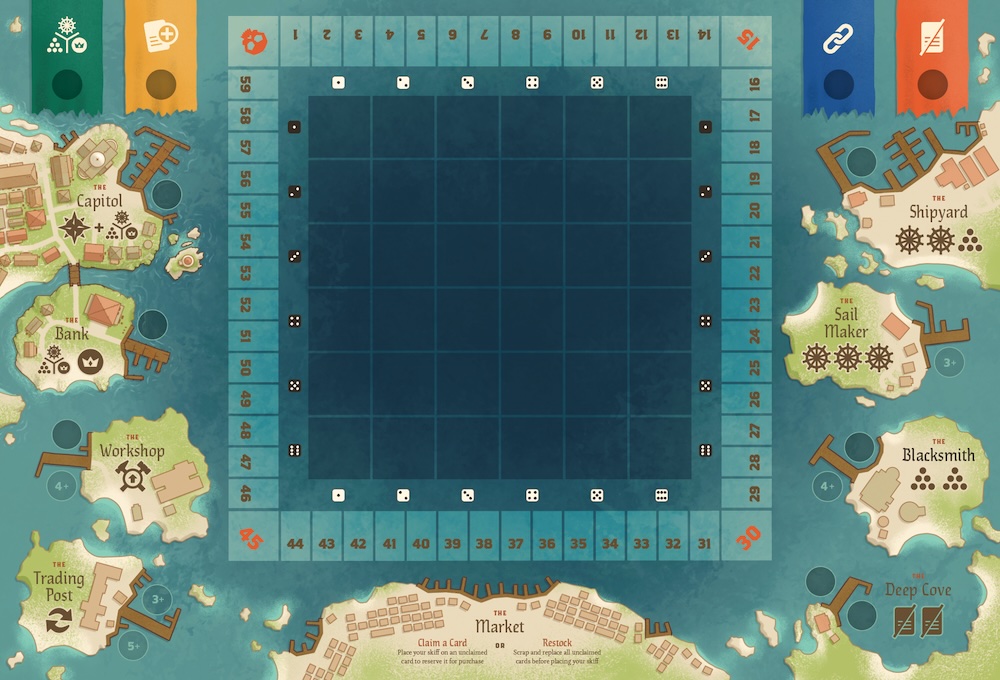 1 2 3 4 5 6 7 8 9 10 11 12 13 14 15
59 16
58 17
57 18
56 19
55 20
54 21
53 22
52 23
51 24
50 25
49 26
48 27
47 28
46 29
45 44 43 42 41 40 39 38 37 36 35 34 33 32 31 30
THE
Capitol
+
THE
Bank
THE
Workshop
4+
THE
Trading
Post
3+
5+
THE
Market
Claim a Card
Place your skiff on an unclaimed
card to reserve it for purchase
OR
Restock
Scrap and replace all unclaimed
cards before placing your skiff
THE
Shipyard
THE
Sail
Maker
3+
THE
Blacksmith
4+
THE
Deep Cove